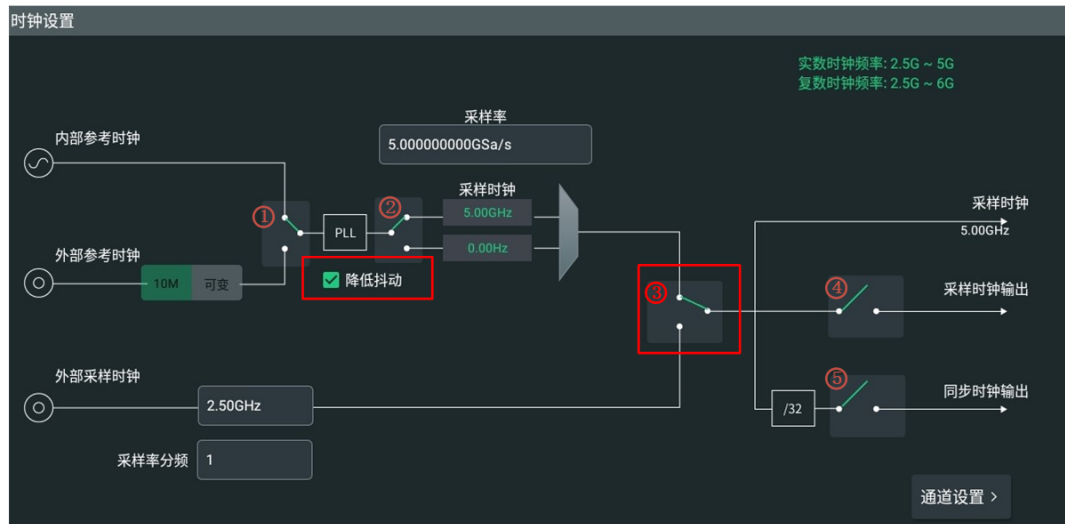 时钟设置
实数时钟频率: 2.5G ~ 5G
复数时钟频率: 2.5G ~ 6G
采样率
5.000000000GSa/s
内部参考时钟
采样时钟
① PLL ② 5.00GHz
0.00Hz
外部参考时钟
10M 可变
降低抖动
采样时钟
5.00GHz
③
④ 采样时钟输出
外部采样时钟
2.50GHz
采样率分频 1
⑤ 同步时钟输出
/32
通道设置 >